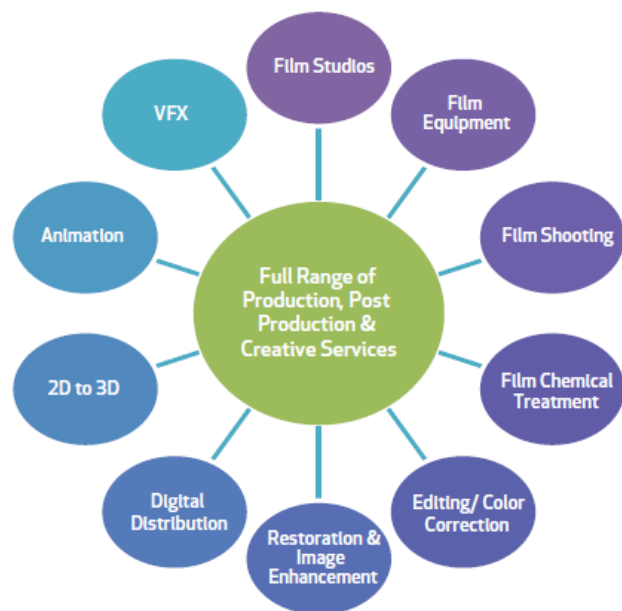 Film Studios
Film
Equipment
Film Shooting
Film Chemical
Treatment
Editing/ Color
Correction
Restoration &
Image
Enhancement
Digital
Distribution
2D to 3D
Animation
VFX
Full Range of
Production, Post
Production &
Creative Services